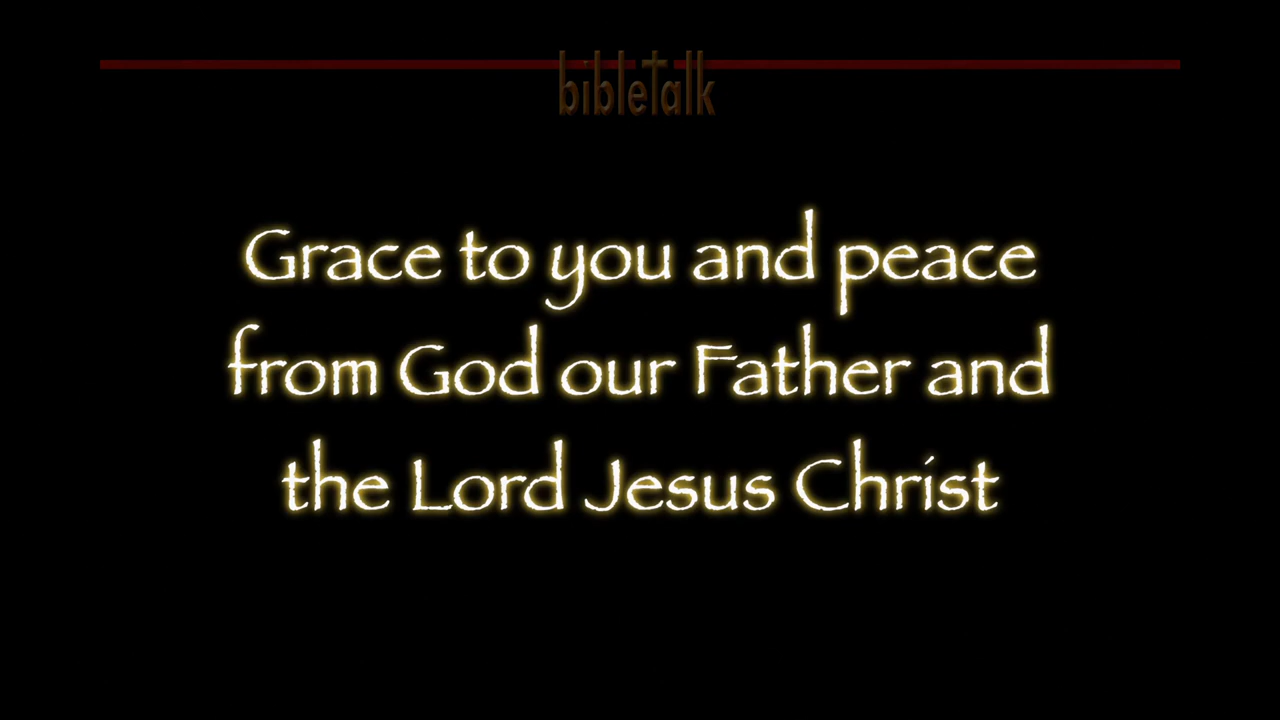 bibleTalk
Grace to you and peace
from God our Father and
the Lord Jesus Christ